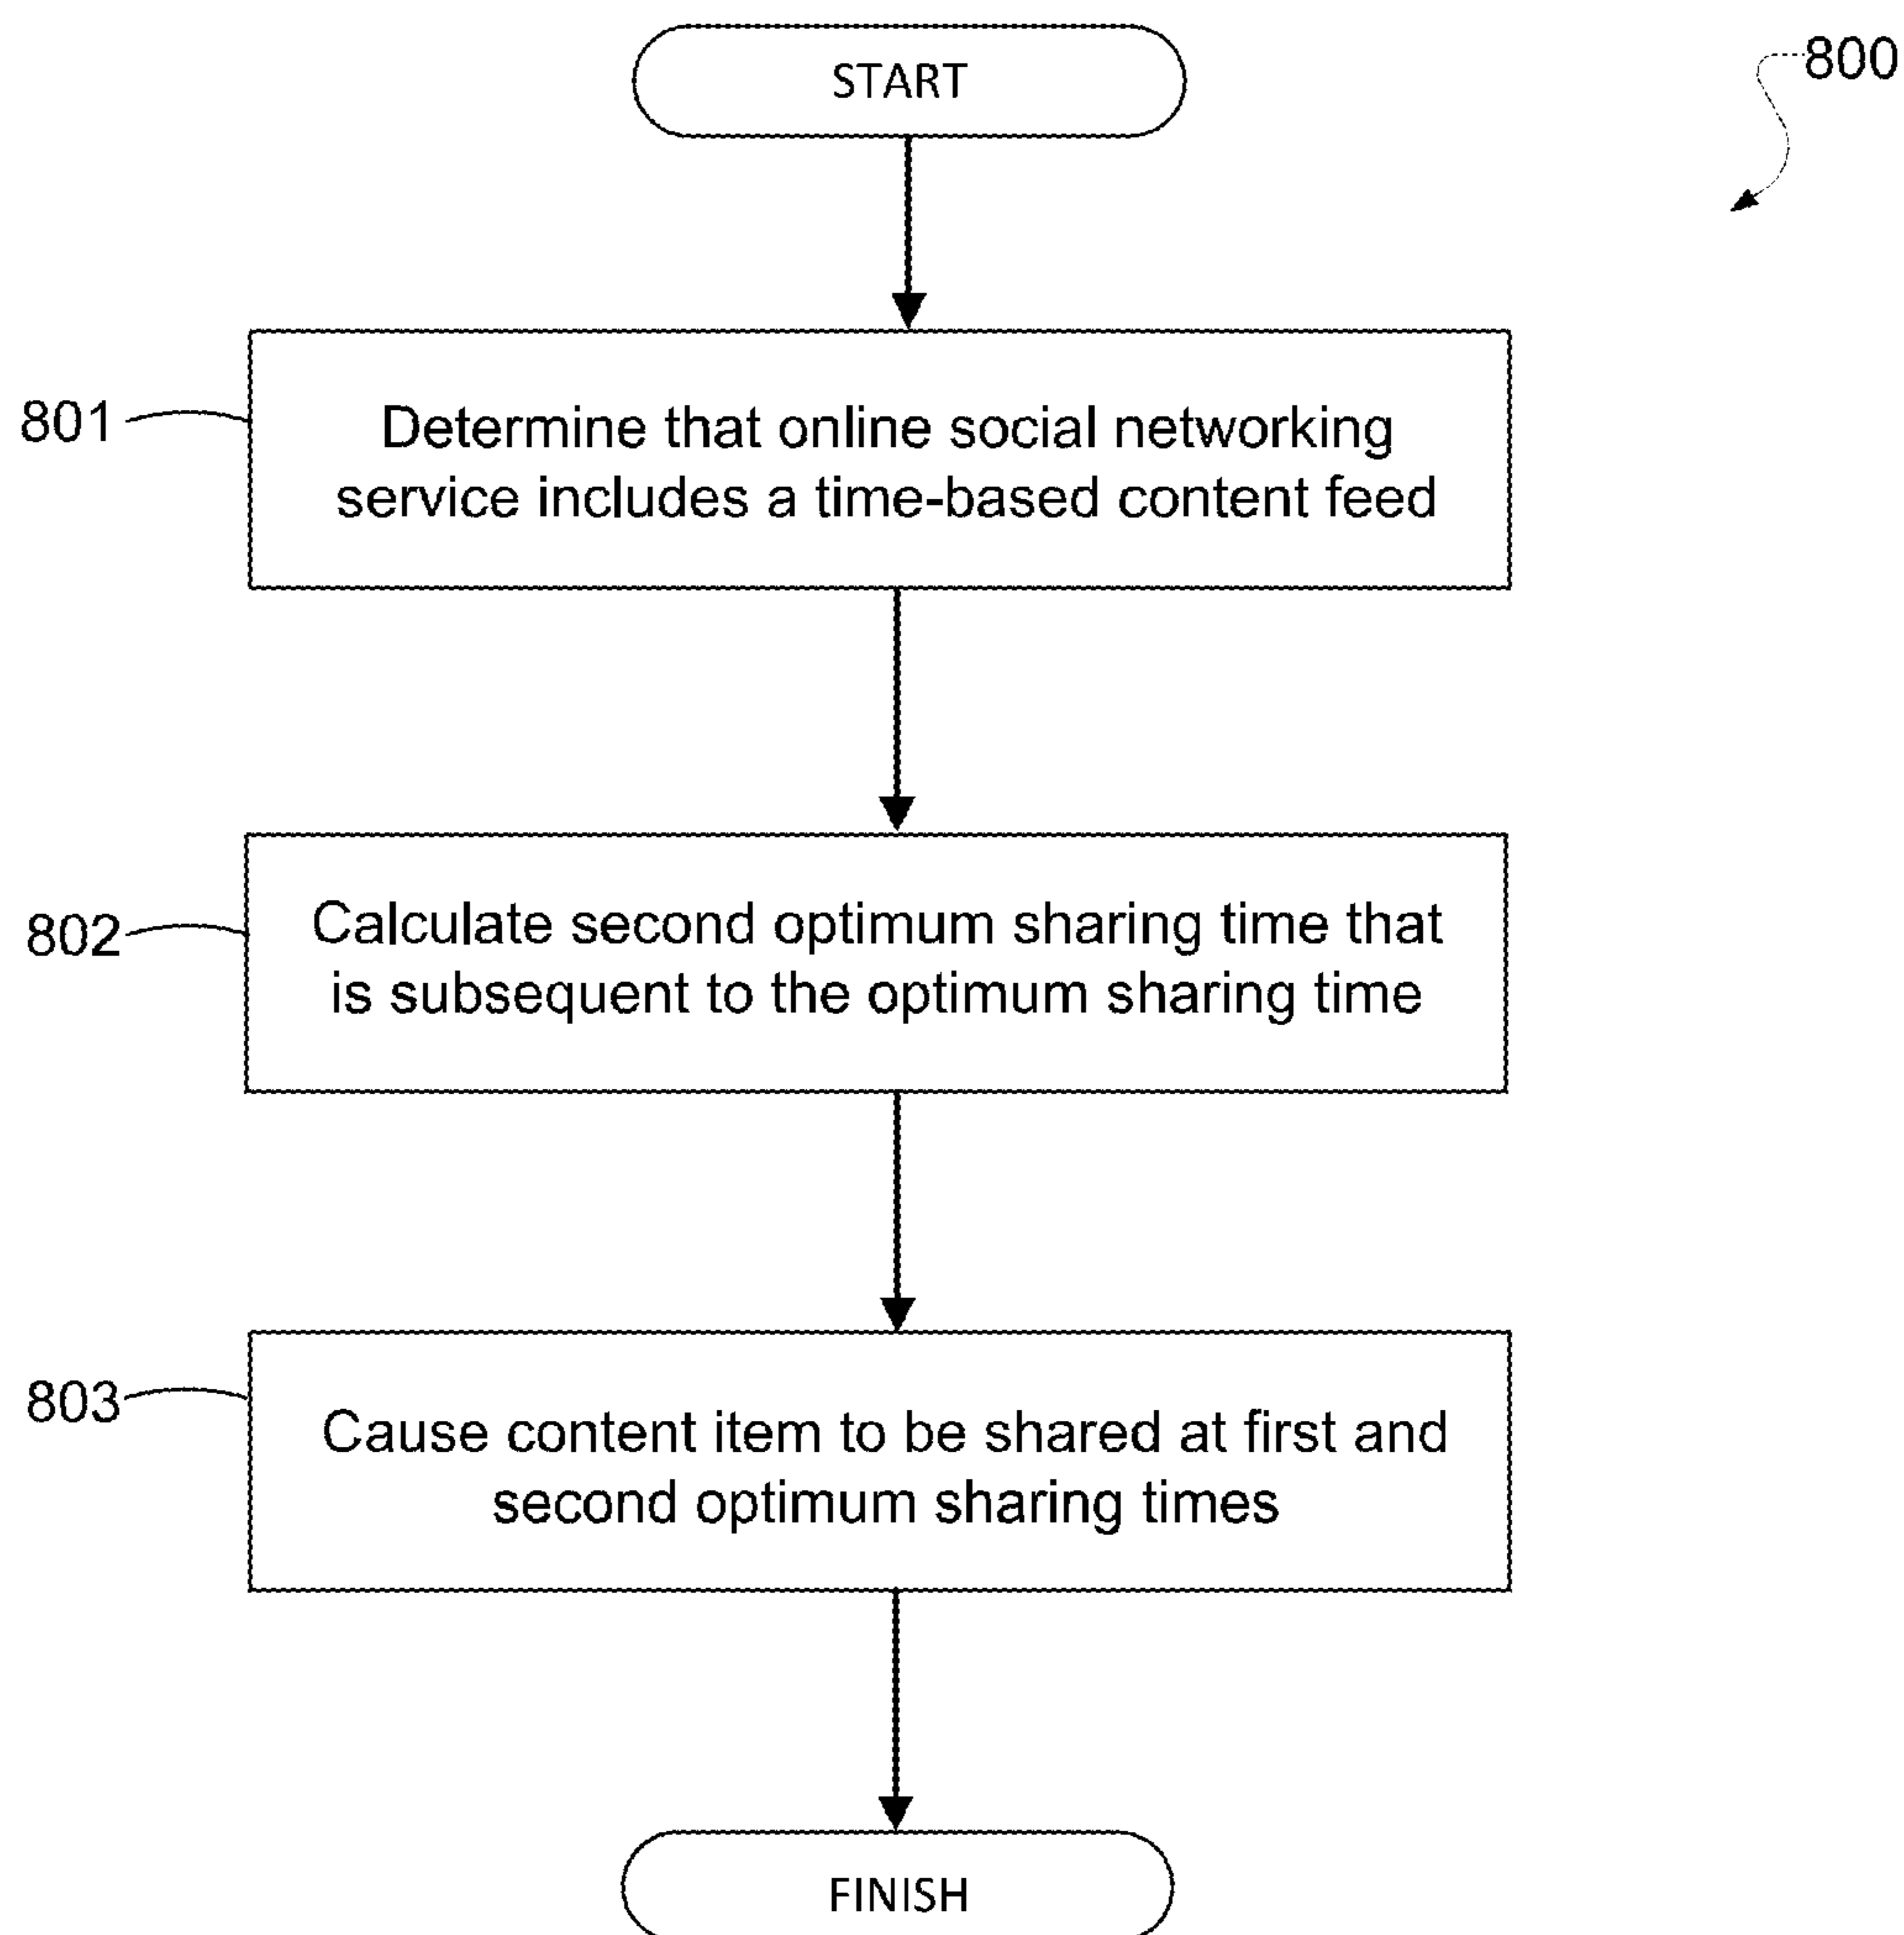 START
800
801
Determine that online social networking
service includes a time-based content feed
802
Calculate second optimum sharing time that
is subsequent to the optimum sharing time
803
Cause content item to be shared at first and
second optimum sharing times
FINISH